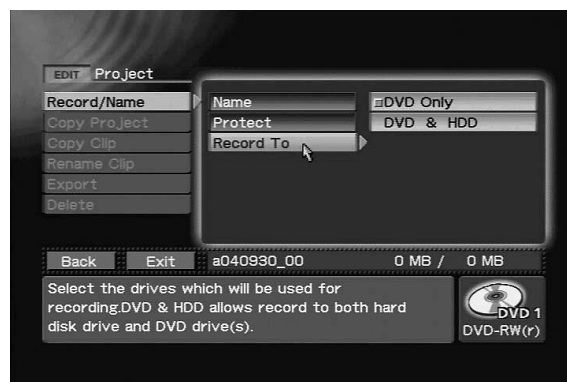 EDIT Project
Record/Name
Copy Project
Copy Clip
Rename Clip
Export
Delete
Name
Protect
Record To
DVD Only
DVD & HDD
Back Exit a040930_00 0 MB / 0 MB
Select the drives which will be used for
recording.DVD & HDD allows record to both hard
disk drive and DVD drive(s).
DVD 1
DVD-RW(r)